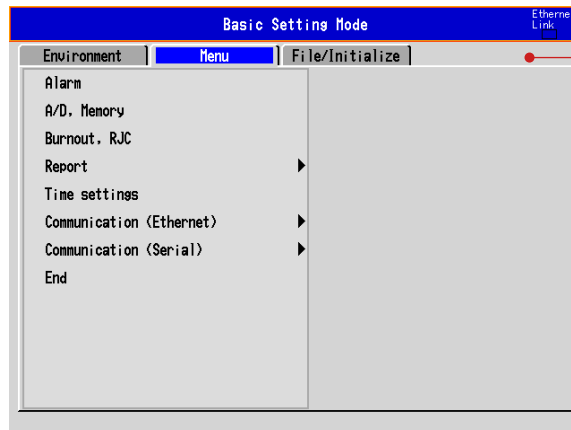 Basic Setting Mode
Etherne
Link
Environment Menu File/Initialize
Alarm
A/D, Memory
Burnout, RJC
Report
Time settings
Communication (Ethernet)
Communication (Serial)
End